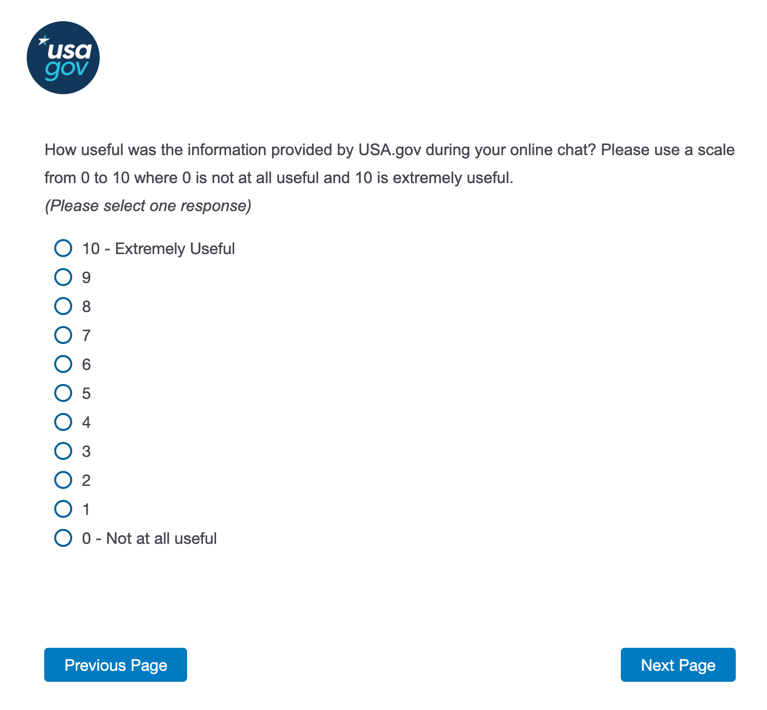 usa
gov
How useful was the information provided by USA.gov during your online chat? Please use a scale
from 0 to 10 where 0 is not at all useful and 10 is extremely useful.
(Please select one response)
10 - Extremely Useful
9
8
7
6
5
4
3
2
1
0 - Not at all useful
Previous Page
Next Page